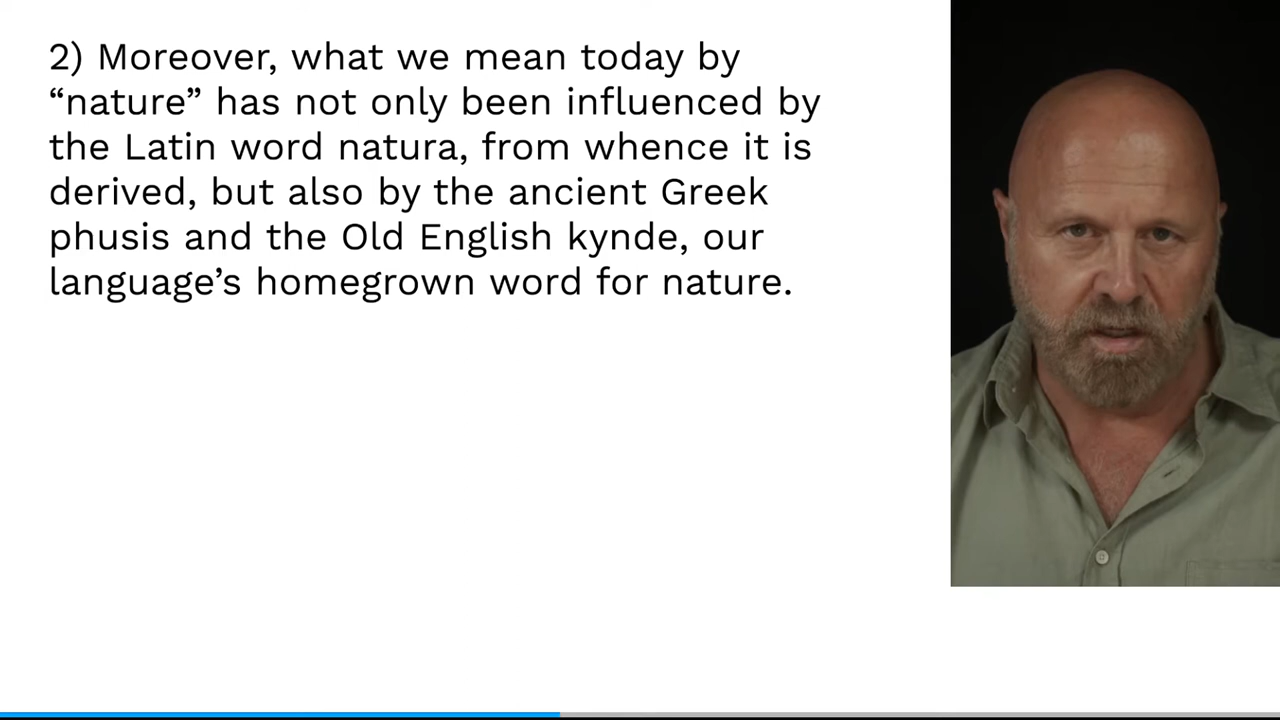 2) Moreover, what we mean today by
“nature” has not only been influenced by
the Latin word natura, from whence it is
derived, but also by the ancient Greek
phusis and the Old English kynde, our
language’s homegrown word for nature.